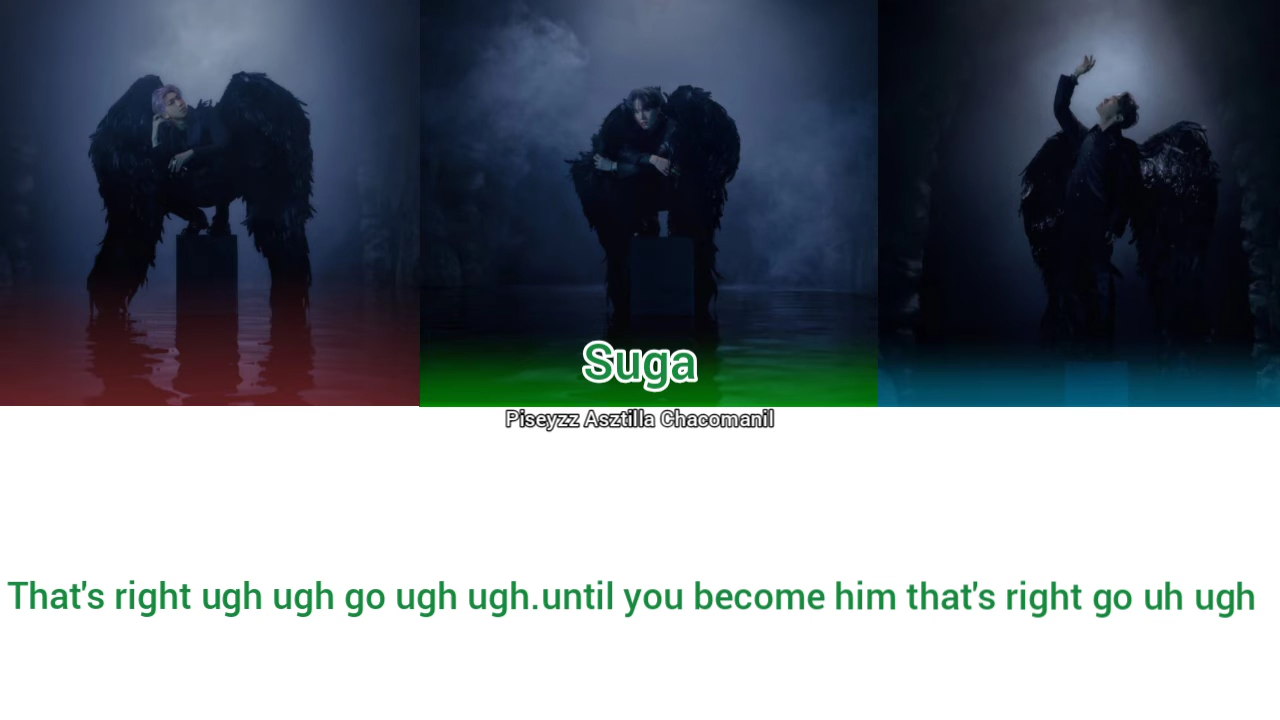 Suga
Piseyzz Asztilla Chacomanil
That's right ugh ugh go ugh ugh.until you become him that's right go uh ugh